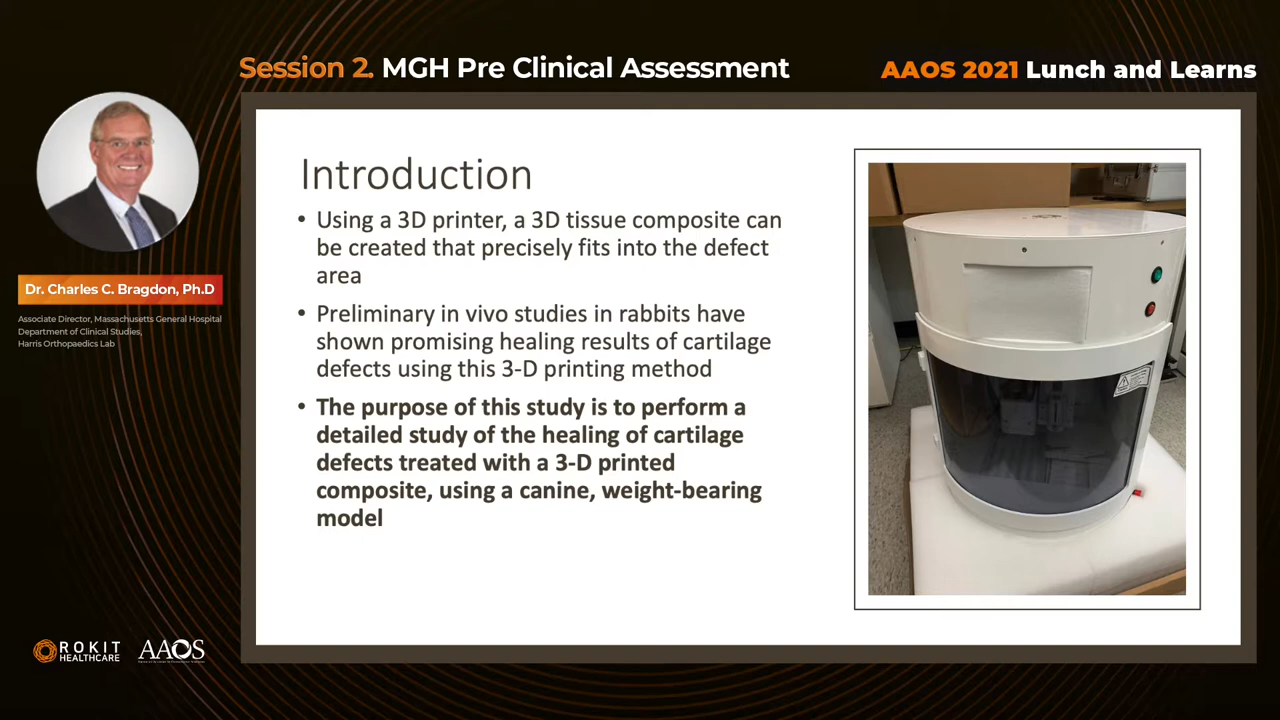 Session 2. MGH Pre Clinical Assessment
AAOS 2021 Lunch and Learns
Dr. Charles C. Bragdon, Ph.D
Associate Director, Massachusetts General Hospital
Department of Clinical Studies,
Harris Orthopaedics Lab
Introduction
• Using a 3D printer, a 3D tissue composite can
be created that precisely fits into the defect
area
• Preliminary in vivo studies in rabbits have
shown promising healing results of cartilage
defects using this 3-D printing method
• The purpose of this study is to perform a
detailed study of the healing of cartilage
defects treated with a 3-D printed
composite, using a canine, weight-bearing
model
ROKIT
HEALTHCARE
AAOS